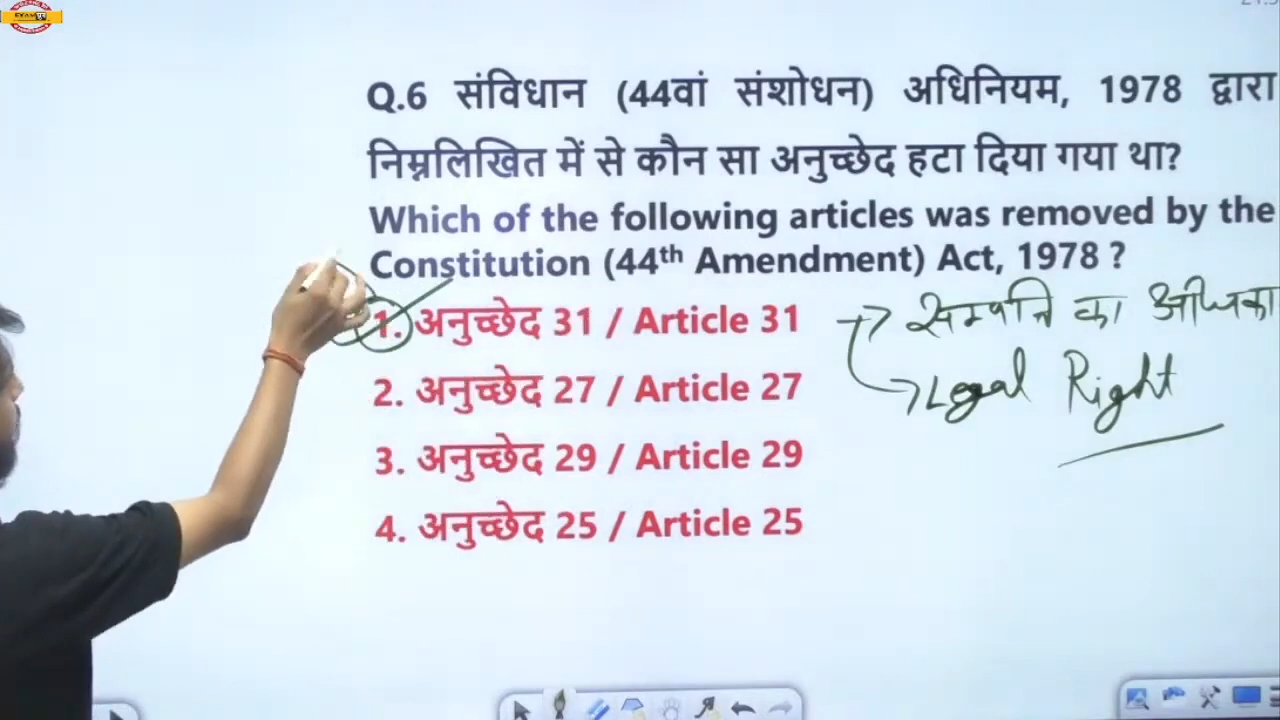 EXAM
Q.6 संविधान (44वां संशोधन) अधिनियम, 1978 द्वारा
निम्नलिखित में से कौन सा अनुच्छेद हटा दिया गया था?
Which of the following articles was removed by the
Constitution (44th Amendment) Act, 1978 ?
1. अनुच्छेद 31 / Article 31
सम्पत्ति का अधिका
2. अनुच्छेद 27 / Article 27
Legal Right
3. अनुच्छेद 29 / Article 29
4. अनुच्छेद 25 / Article 25